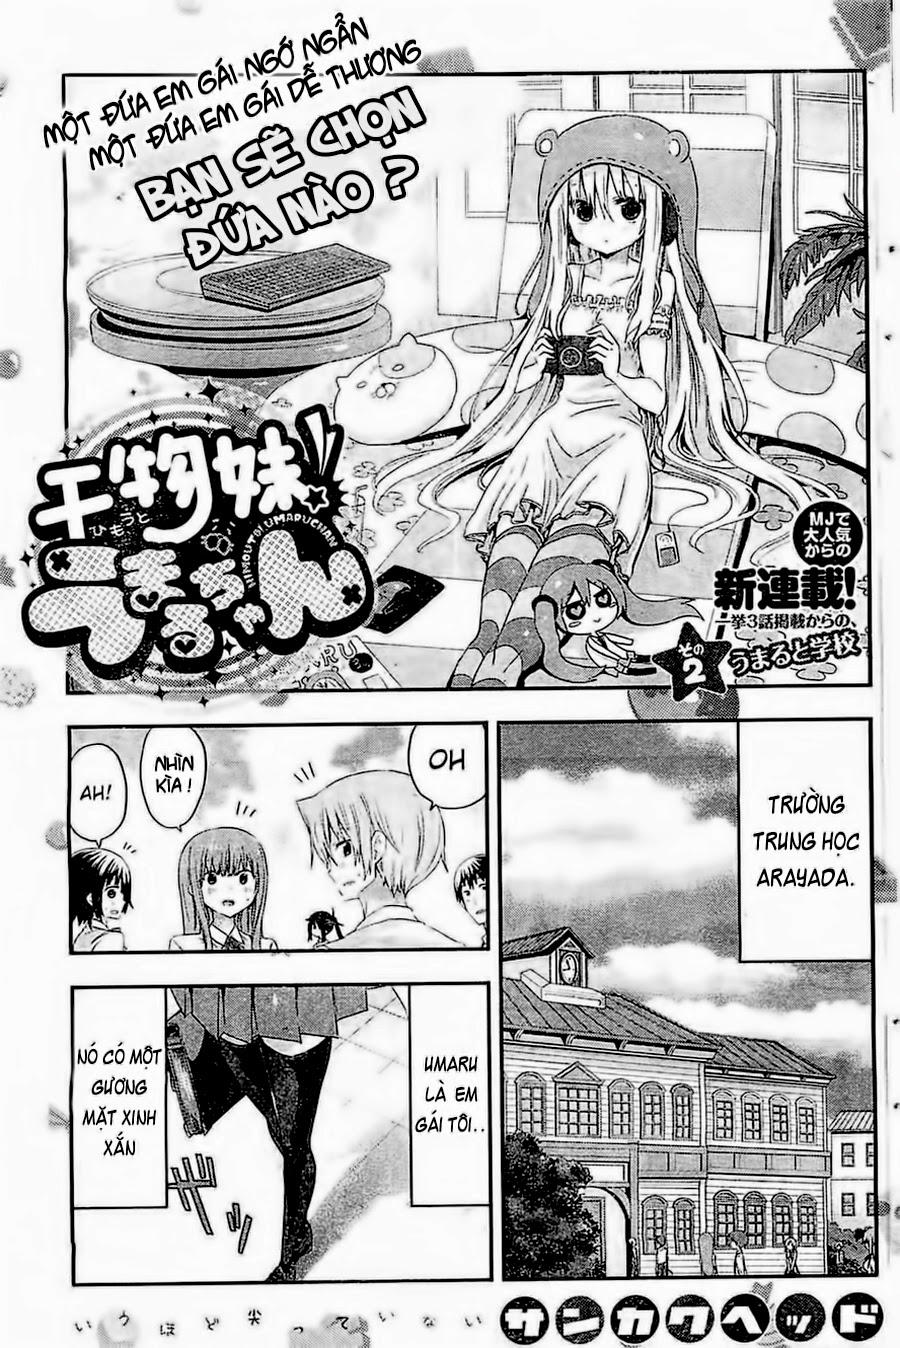 MỘT ĐỨA EM GÁI NGỚ NGẨN
MỘT ĐỨA EM GÁI DỄ THƯƠNG
BẠN SẼ CHỌN
ĐỨA NÀO ?
干物妹!
ひもうと
HIMOUTO! UMARUCHAN
うまるちゃん
MJで
大人気
からの
新連載!
一挙3話掲載からの、
その
2
うまると学校
OH
NHÌN
KÌA !
AH!
TRƯỜNG
TRUNG HỌC
ARAYADA.
UMARU
LÀ EM
GÁI TÔI..
NÓ CÓ MỘT
GƯƠNG
MẶT XINH
XẮN
いうほど尖っていない
サンカクヘッド